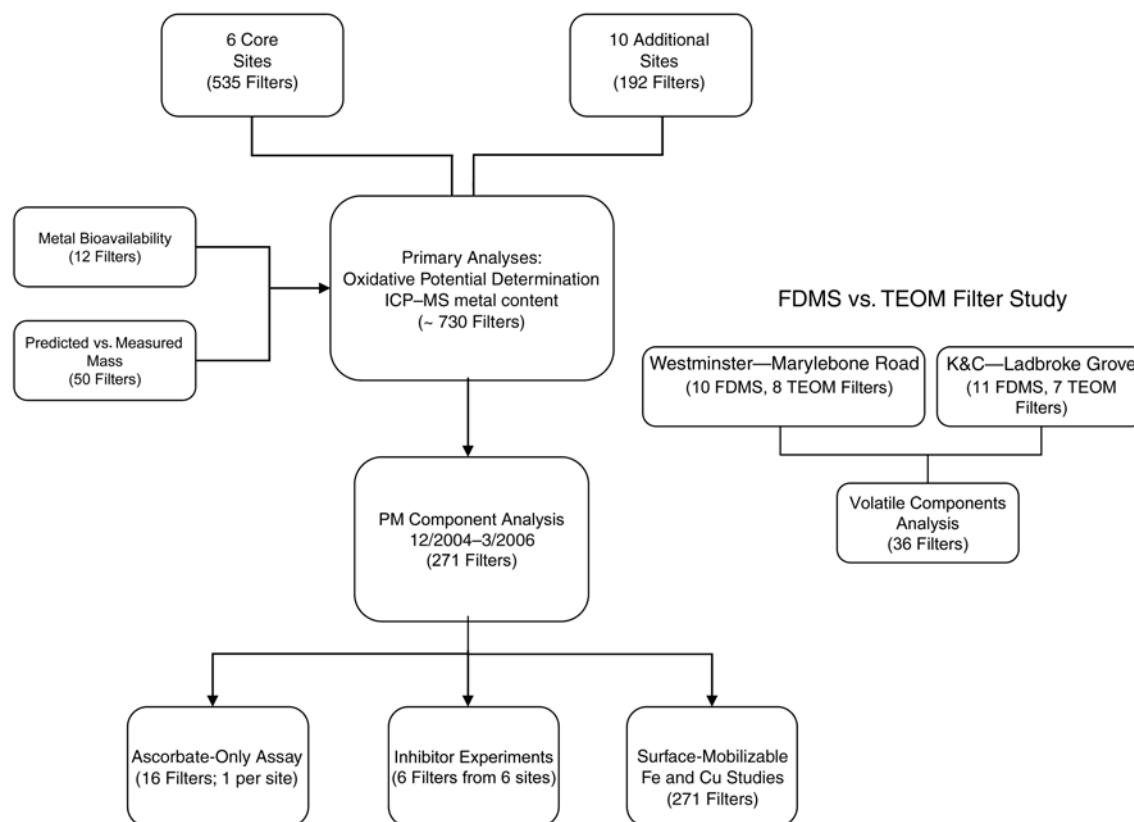 6 Core
Sites
(535 Filters)
10 Additional
Sites
(192 Filters)
Metal Bioavailability
(12 Filters)
Predicted vs. Measured
Mass
(50 Filters)
Primary Analyses:
Oxidative Potential Determination
ICP–MS metal content
(~ 730 Filters)
FDMS vs. TEOM Filter Study
Westminster—Marylebone Road
(10 FDMS, 8 TEOM Filters)
K&C—Ladbroke Grove
(11 FDMS, 7 TEOM
Filters)
Volatile Components
Analysis
(36 Filters)
PM Component Analysis
12/2004–3/2006
(271 Filters)
Ascorbate-Only Assay
(16 Filters; 1 per site)
Inhibitor Experiments
(6 Filters from 6 sites)
Surface-Mobilizable
Fe and Cu Studies
(271 Filters)